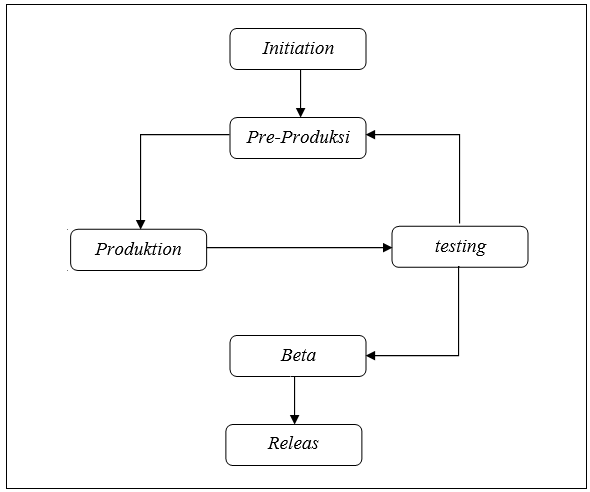 Initiation
Pre-Produksi
Produktion
testing
Beta
Releas